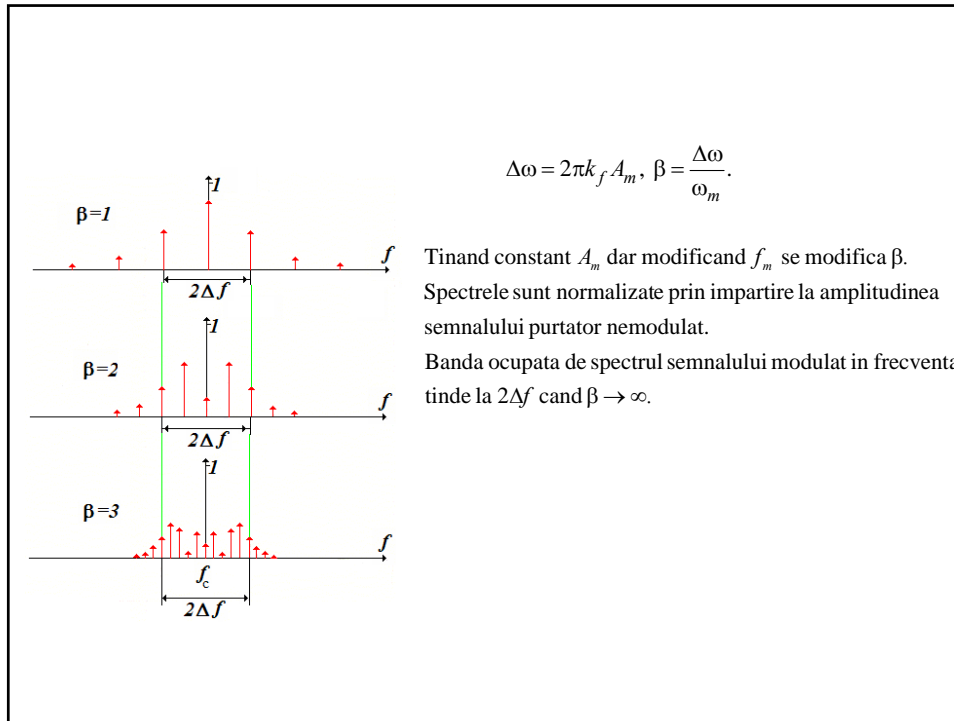 Δω = 2πk_f A_m, β = Δω/ω_m.
1
β=1
f
2Δf
Tinand constant A_m dar modificand f_m se modifica β.
Spectrele sunt normalizate prin impartire la amplitudinea
semnalului purtator nemodulat.
Banda ocupata de spectrul semnalului modulat in frecventa
tinde la 2Δf cand β → ∞.
1
β=2
f
2Δf
1
β=3
f
f_c
2Δf